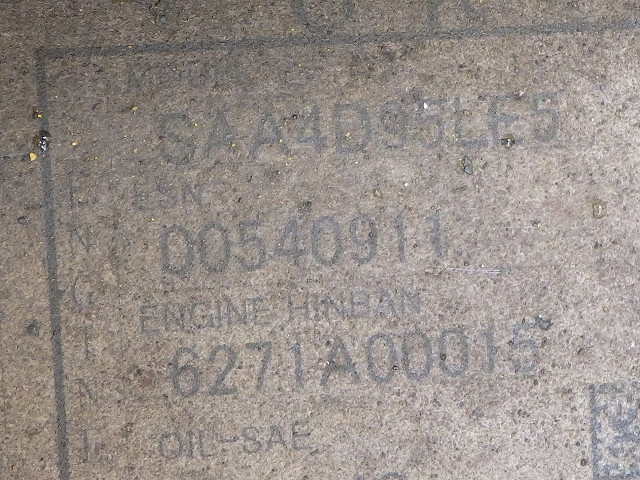 SAA4D95LE5
ESN
00540911
ENGINE HINBAN
6271A00015
OIL-SAE